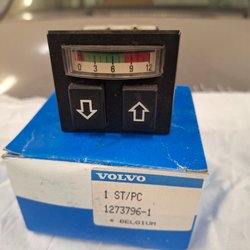 0 3 6 9 12
VOLVO
1 ST/PC
1273796-1
* BELGIUM